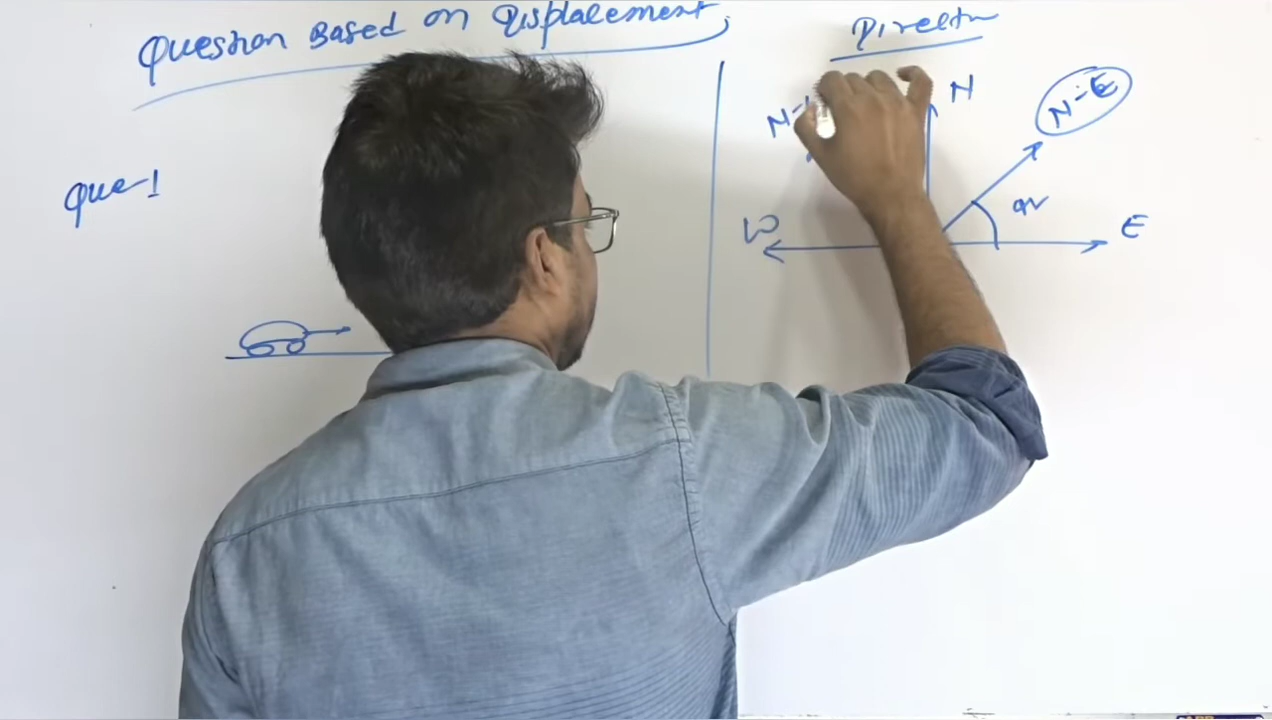 Question Based on Displacement
Direction
N
N-E
W
E
Que-1